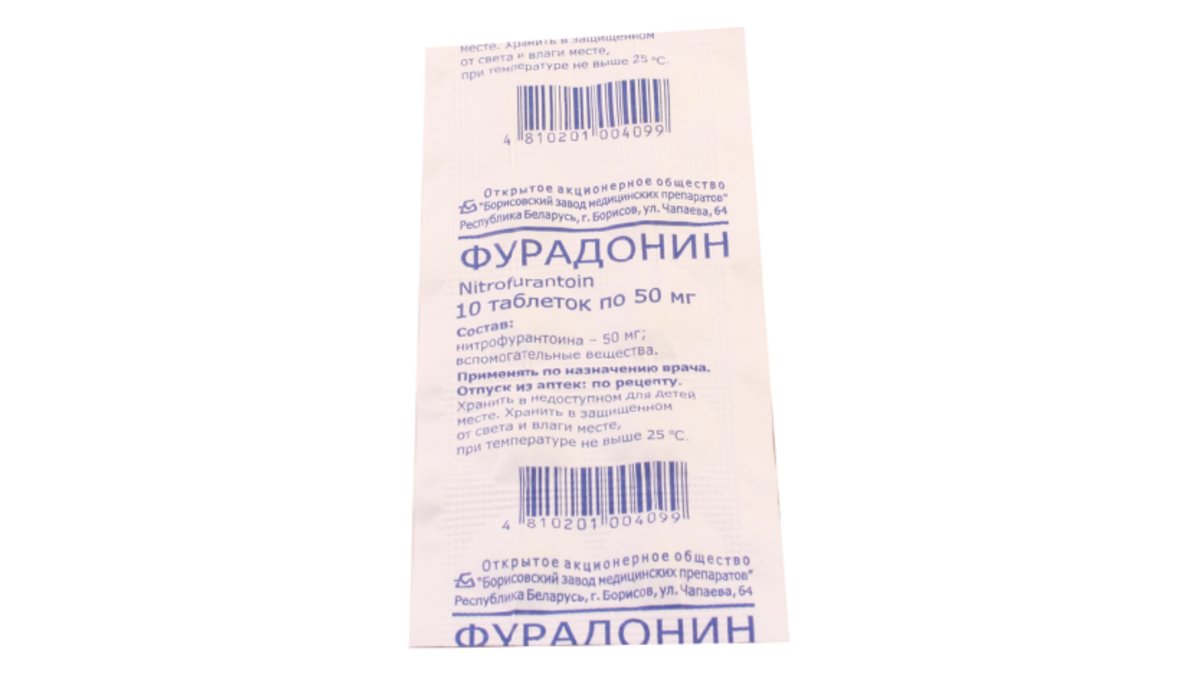 месте. Хранить в защищенном
от света и влаги месте,
при температуре не выше 25 °С.
4 810201 004099
Открытое акционерное общество
"Борисовский завод медицинских препаратов"
Республика Беларусь, г. Борисов, ул. Чапаева, 64
ФУРАДОНИН
Nitrofurantoin
10 таблеток по 50 мг
Состав:
нитрофурантоина – 50 мг;
вспомогательные вещества.
Применять по назначению врача.
Отпуск из аптек: по рецепту.
Хранить в недоступном для детей
месте. Хранить в защищенном
от света и влаги месте,
при температуре не выше 25 °С.
4 810201 004099
Открытое акционерное общество
"Борисовский завод медицинских препаратов"
Республика Беларусь, г. Борисов, ул. Чапаева, 64
ФУРАДОНИН